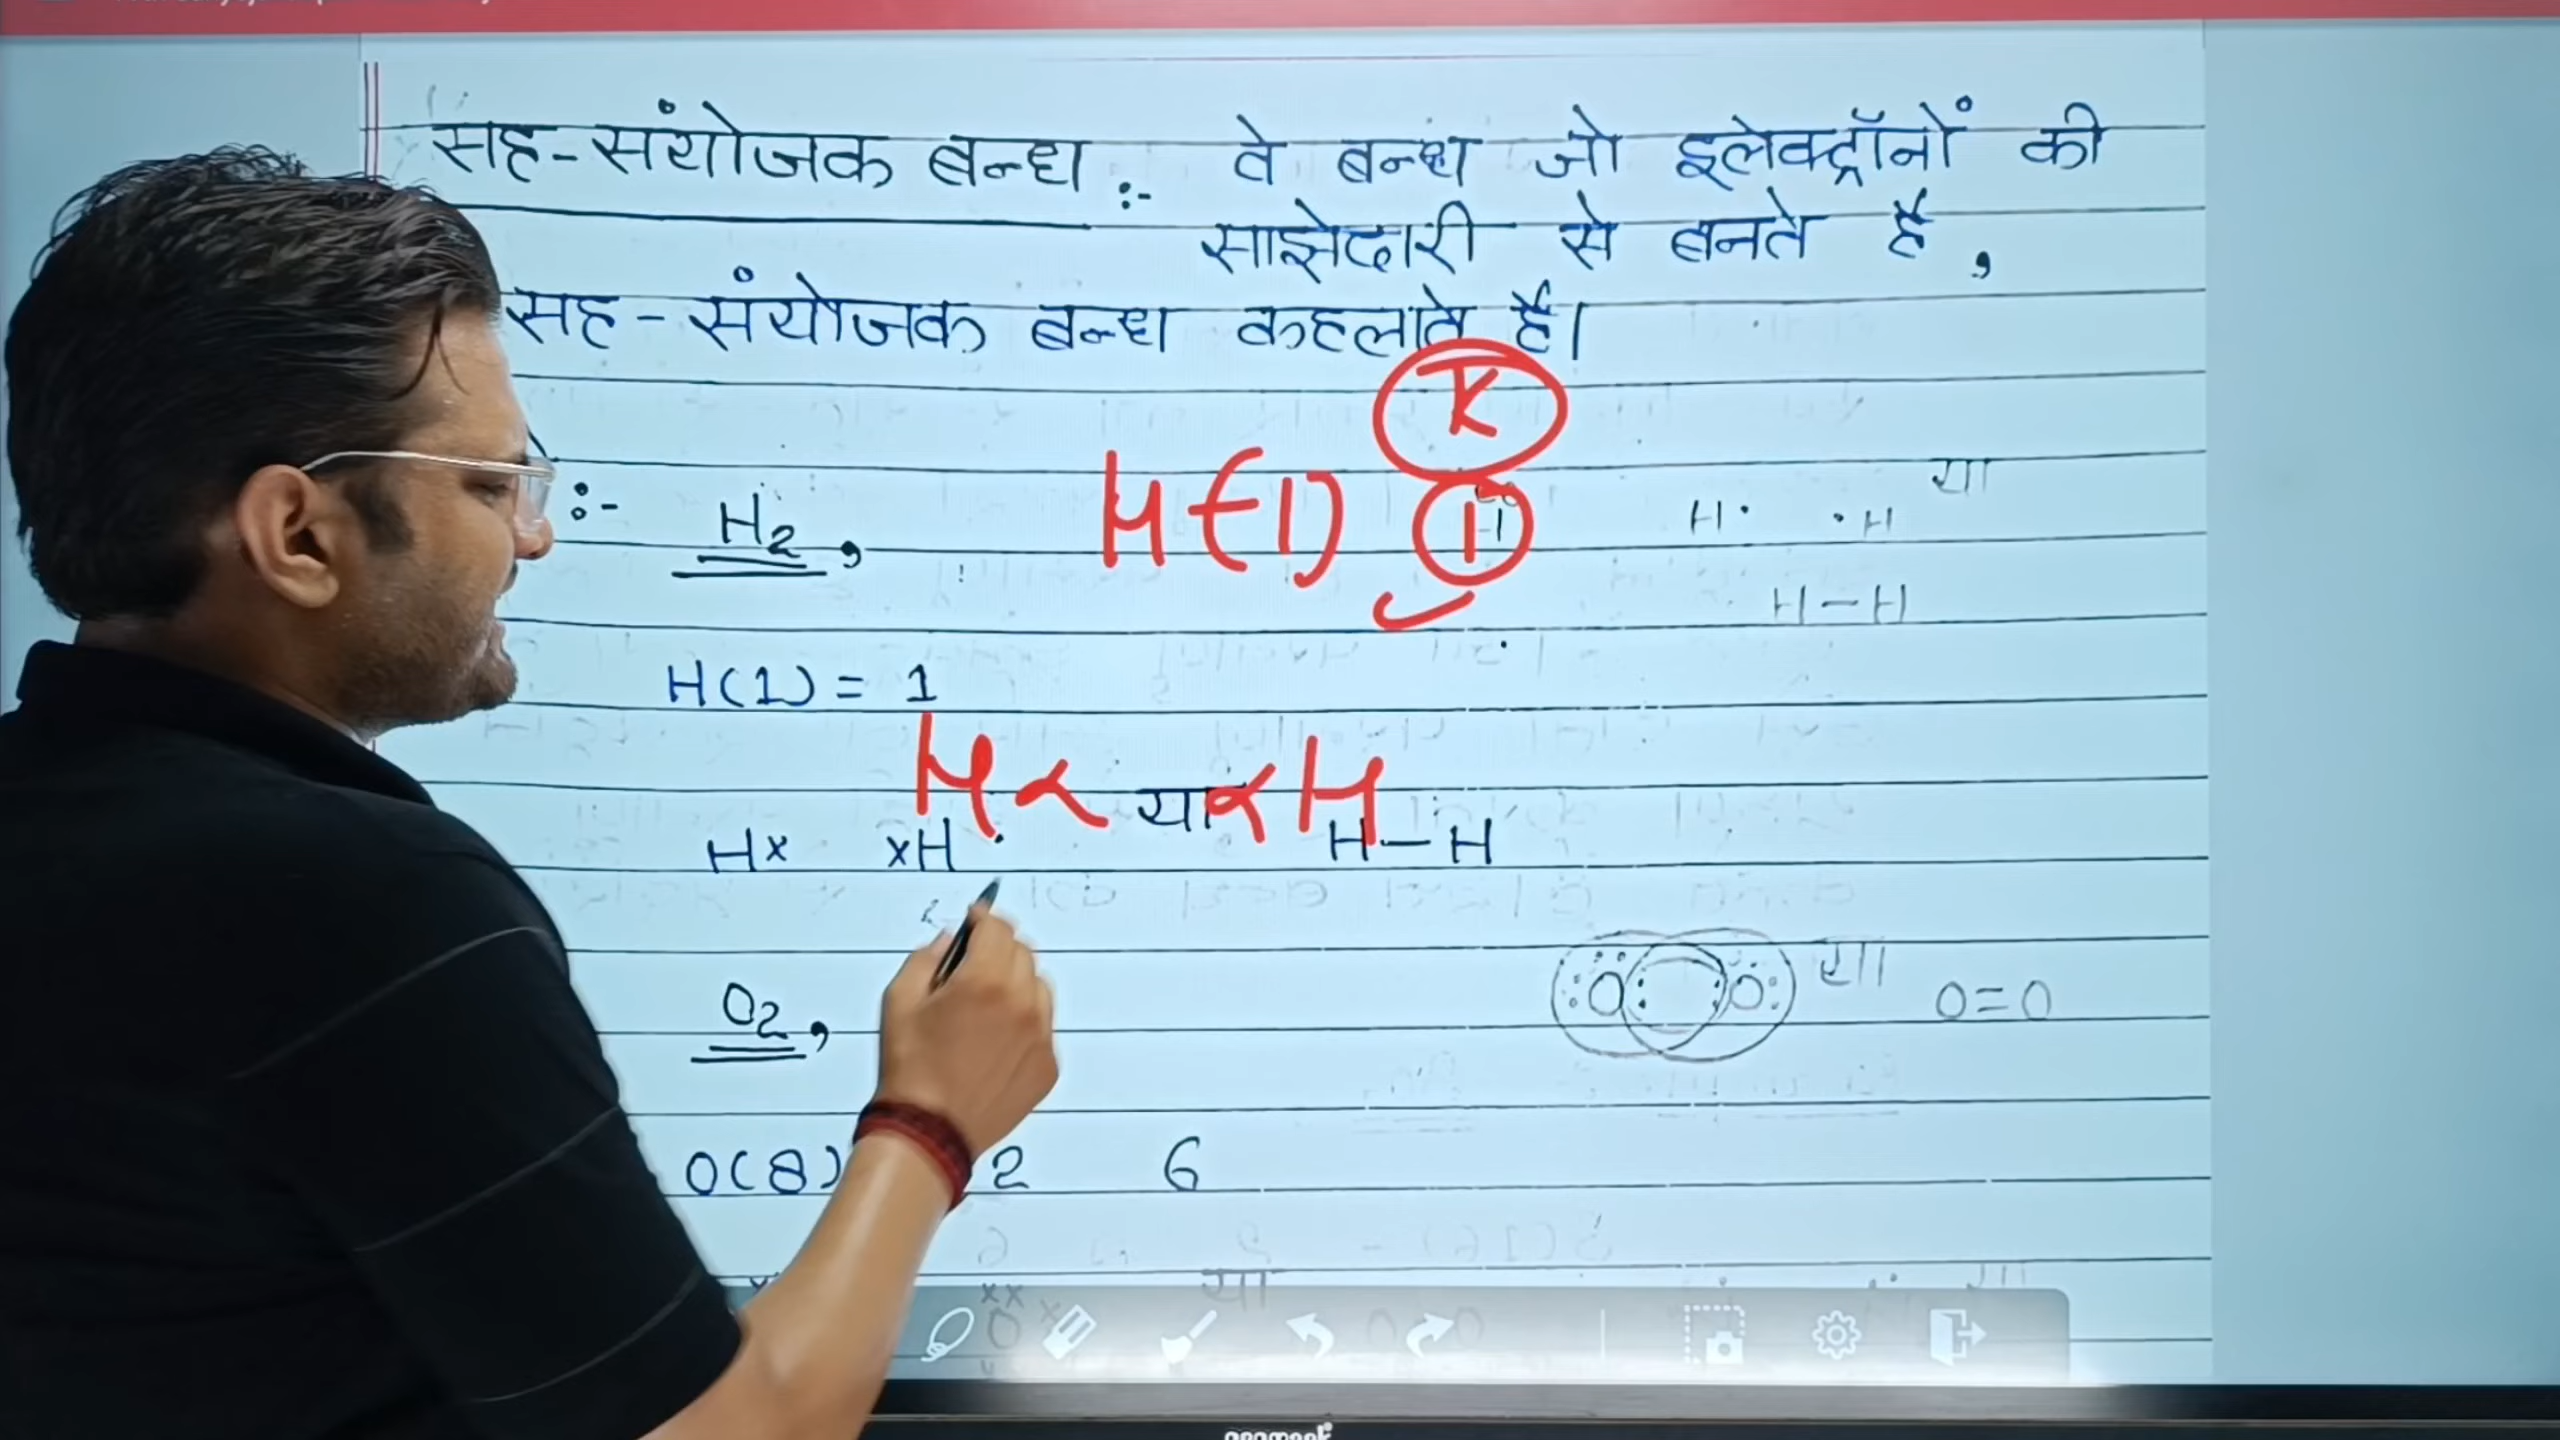 सह-संयोजक बन्ध :- वे बन्ध जो इलेक्ट्रॉनों की
साझेदारी से बनते हैं,
सह-संयोजक बन्ध कहलाते हैं।
K
:- H₂, H(1) 1 H· ·H या
H-H
H(1) = 1
H× या ×H
H× ×H H-H
O₂, O O या O=O
O(8) 2 6
या